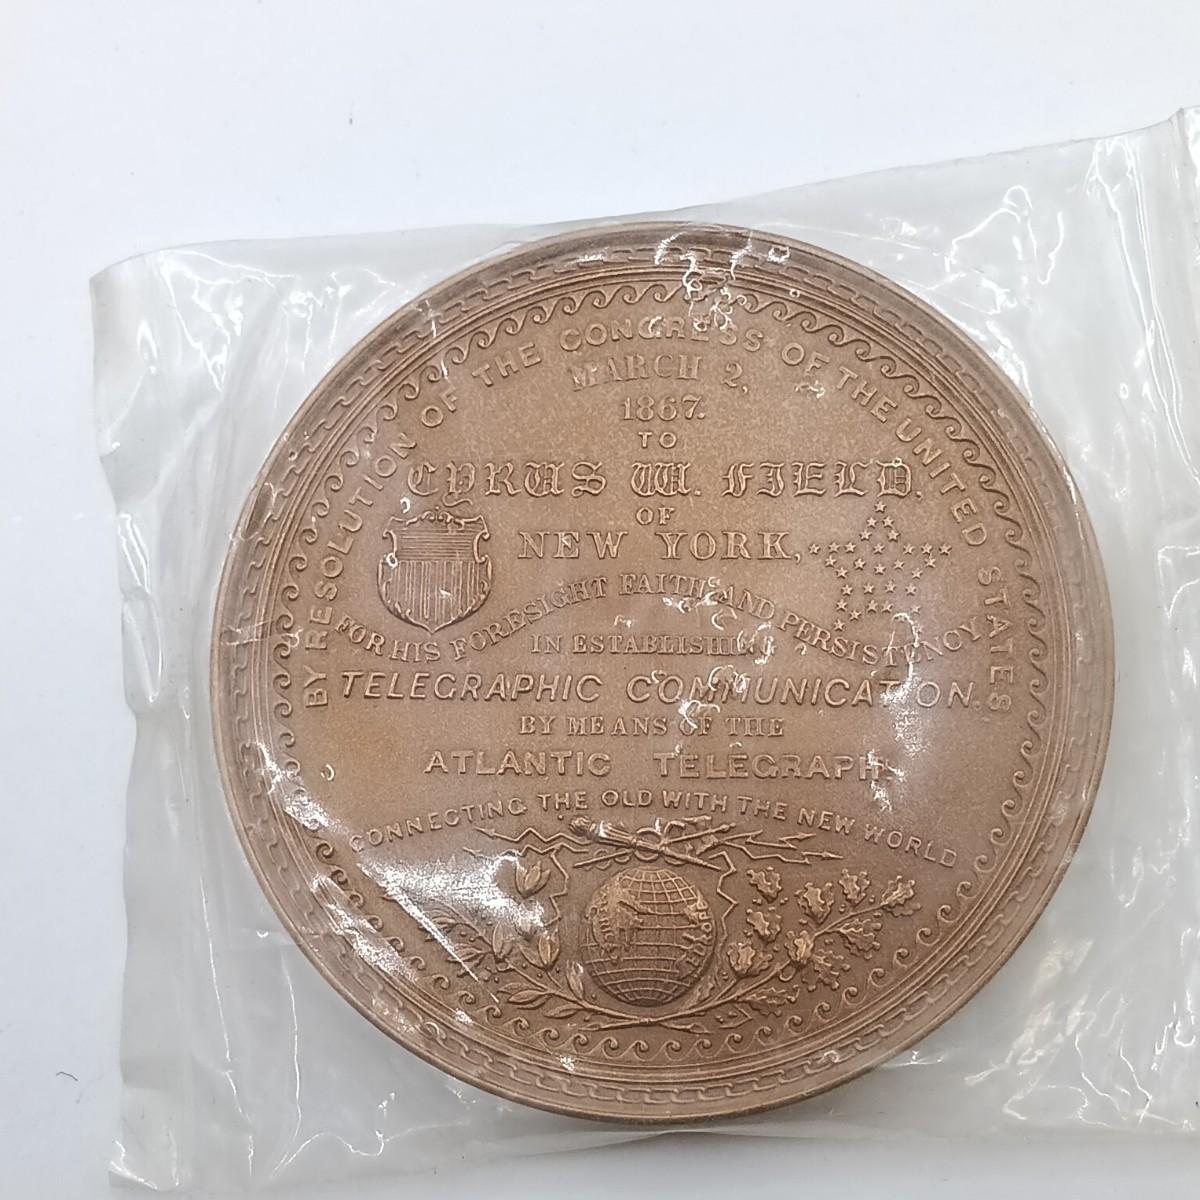 BY RESOLUTION OF THE CONGRESS OF THE UNITED STATES
MARCH 2,
1867.
TO
CYRUS W. FIELD.
OF
NEW YORK,
FOR HIS FORESIGHT FAITH AND PERSISTENCY
IN ESTABLISHING
TELEGRAPHIC COMMUNICATION.
BY MEANS OF THE
ATLANTIC TELEGRAPH
CONNECTING THE OLD WITH THE NEW WORLD